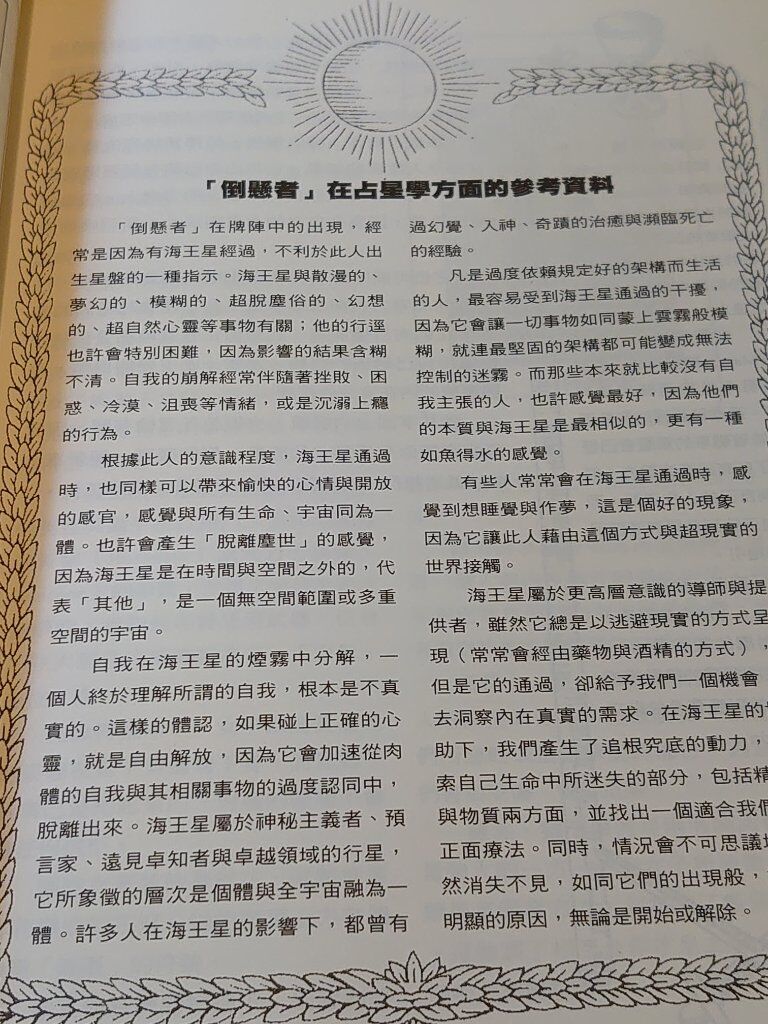 「倒懸者」在占星學方面的參考資料
「倒懸者」在牌陣中的出現，經
常是因為有海王星經過，不利於此人出
生星盤的一種指示。海王星與散漫的、
夢幻的、模糊的、超脫塵俗的、幻想
的、超自然心靈等事物有關；他的行逕
也許會特別困難，因為影響的結果含糊
不清。自我的崩解經常伴隨著挫敗、困
惑、冷漠、沮喪等情緒，或是沉溺上癮
的行為。
根據此人的意識程度，海王星通過
時，也同樣可以帶來愉快的心情與開放
的感官，感覺與所有生命、宇宙同為一
體。也許會產生「脫離塵世」的感覺，
因為海王星是在時間與空間之外的，代
表「其他」，是一個無空間範圍或多重
空間的宇宙。
自我在海王星的煙霧中分解，一
個人終於理解所謂的自我，根本是不真
實的。這樣的體認，如果碰上正確的心
靈，就是自由解放，因為它會加速從肉
體的自我與其相關事物的過度認同中，
脫離出來。海王星屬於神秘主義者、預
言家、遠見卓知者與卓越領域的行星，
它所象徵的層次是個體與全宇宙融為一
體。許多人在海王星的影響下，都曾有
過幻覺、入神、奇蹟的治癒與瀕臨死亡
的經驗。
凡是過度依賴規定好的架構而生活
的人，最容易受到海王星通過的干擾，
因為它會讓一切事物如同蒙上雲霧般模
糊，就連最堅固的架構都可能變成無法
控制的迷霧。而那些本來就比較沒有自
我主張的人，也許感覺最好，因為他們
的本質與海王星是最相似的，更有一種
如魚得水的感覺。
有些人常常會在海王星通過時，感
覺到想睡覺與作夢，這是個好的現象，
因為它讓此人藉由這個方式與超現實的
世界接觸。
海王星屬於更高層意識的導師與提
供者，雖然它總是以逃避現實的方式呈
現（常常會經由藥物與酒精的方式），
但是它的通過，卻給予我們一個機會
去洞察內在真實的需求。在海王星的
助下，我們產生了追根究底的動力，
索自己生命中所迷失的部分，包括精
與物質兩方面，並找出一個適合我們
正面療法。同時，情況會不可思議
然消失不見，如同它們的出現般，
明顯的原因，無論是開始或解除。